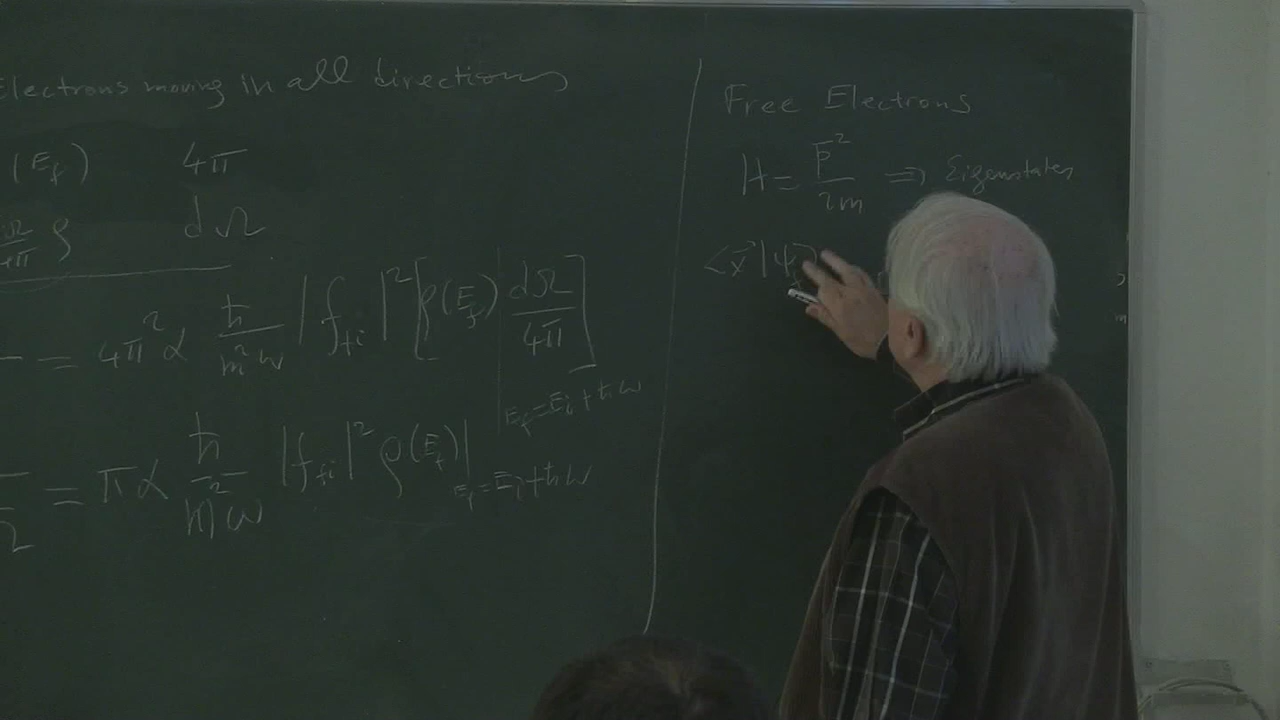 Electrons moving in all directions
(E_f) 4π
dΩ/4π ρ dΩ
= 4π² α ħ/(m²ω) |f_fi|² [ρ(E_f) dΩ/4π]
E_f = E_i + ħω
= πα ħ/(m²ω) |f_fi|² ρ(E_f)|
E_f = E_i + ħω
Free Electrons
H = P²/2m ⇒ Eigenstates
<x⃗|ψ